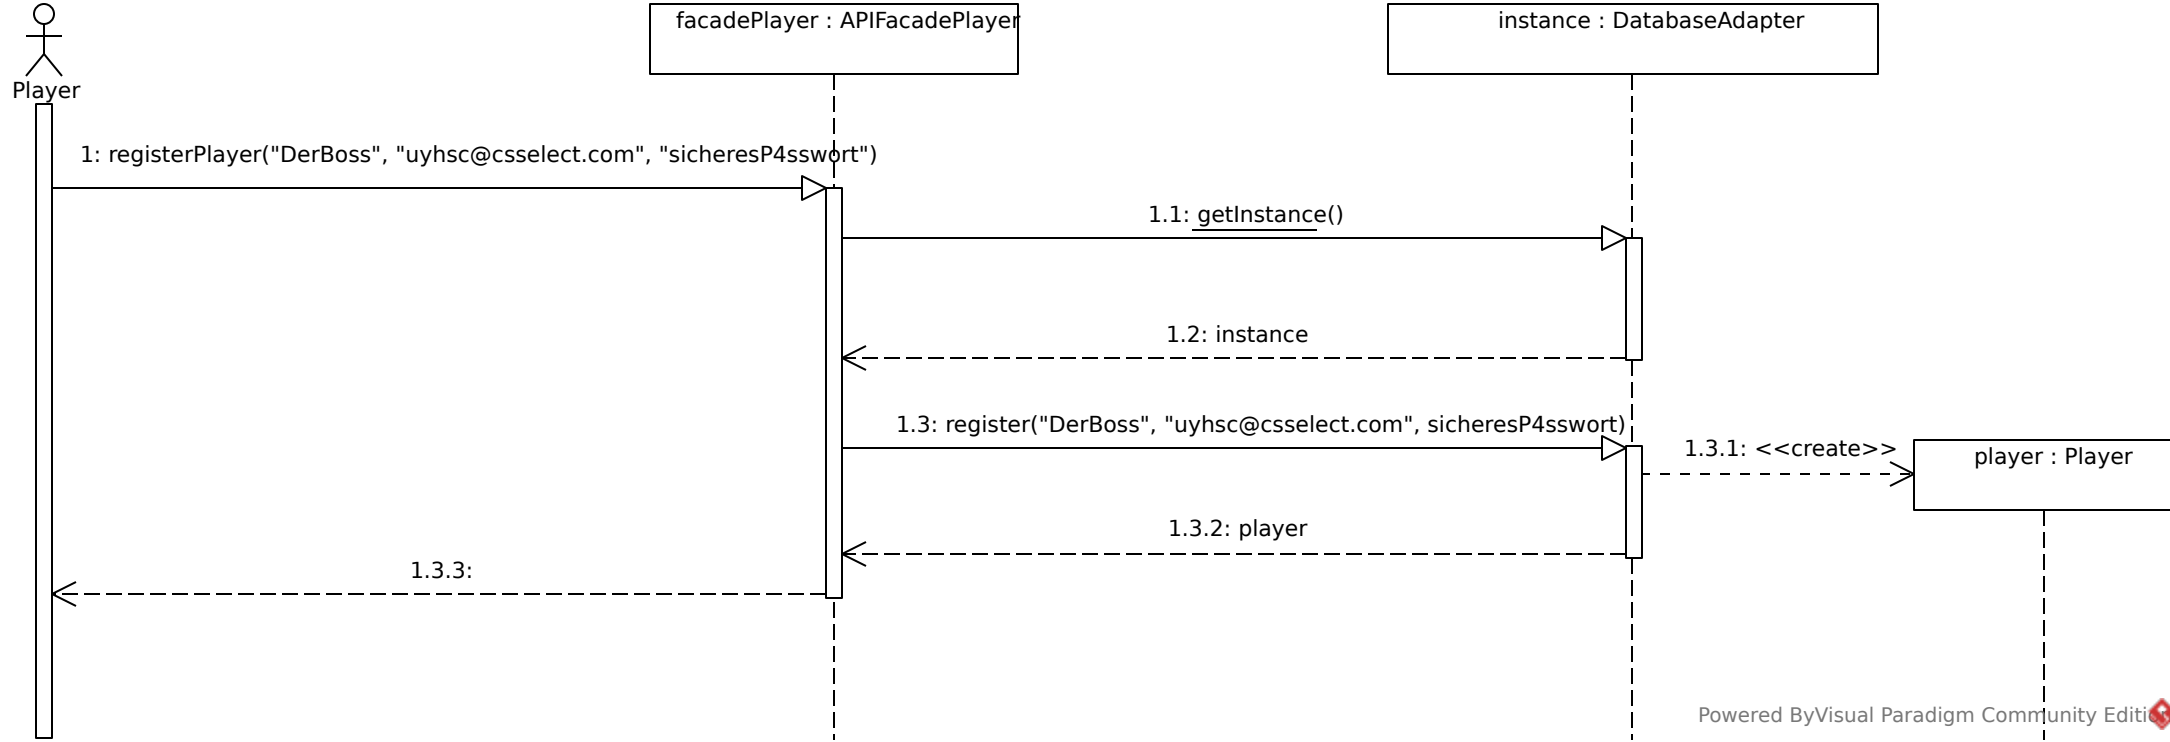 facadePlayer : APIFacadePlayer
instance : DatabaseAdapter
Player
1: registerPlayer("DerBoss", "uyhsc@csselect.com", "sicheresP4sswort")
1.1: getInstance()
1.2: instance
1.3: register("DerBoss", "uyhsc@csselect.com", sicheresP4sswort)
1.3.1: <<create>>
player : Player
1.3.2: player
1.3.3:
Powered ByVisual Paradigm Community Edition